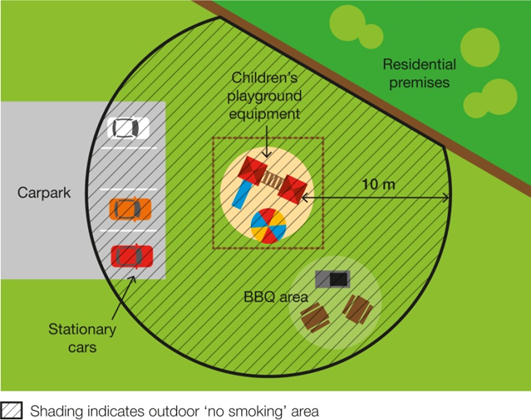 Residential
premises
Children's
playground
equipment
10 m
Carpark
BBQ area
Stationary
cars
Shading indicates outdoor 'no smoking' area